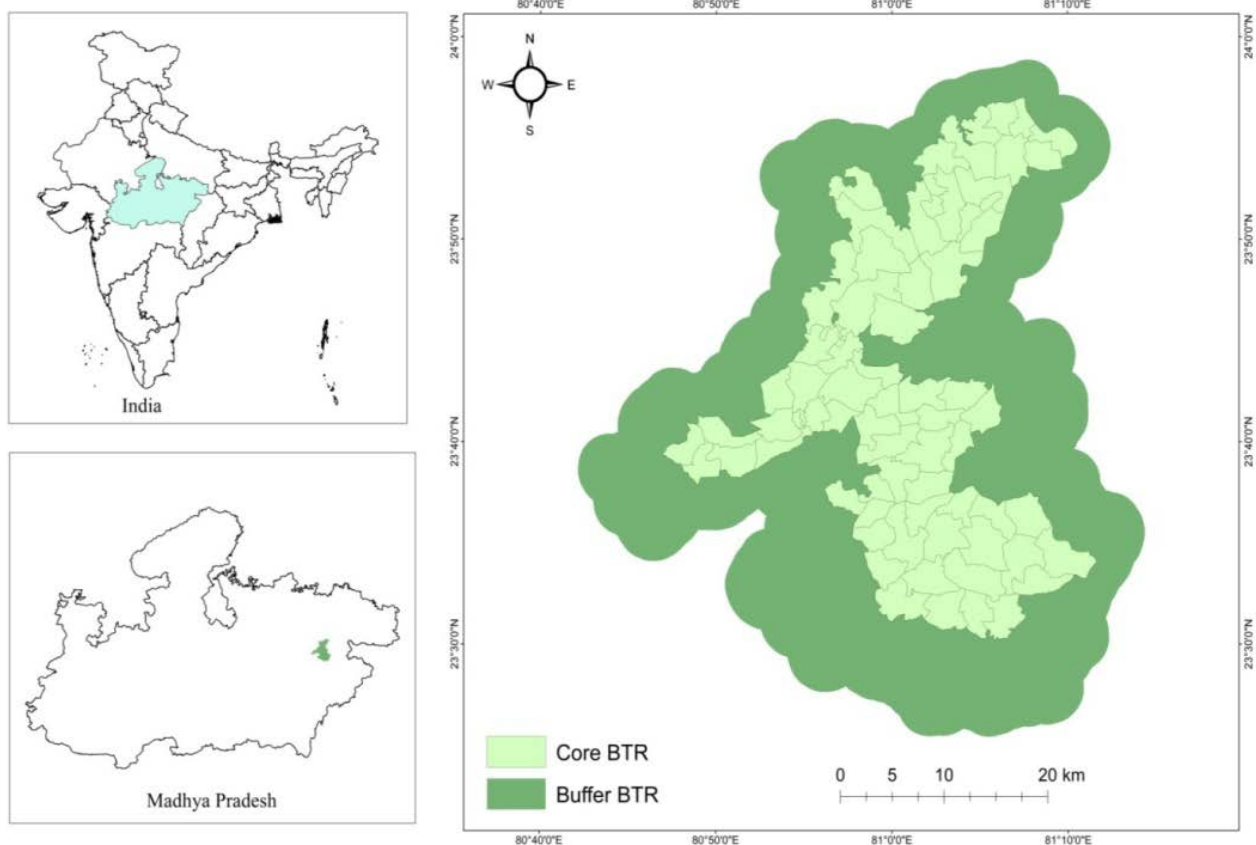 India
Madhya Pradesh
80°40'0"E 80°50'0"E 81°0'0"E 81°10'0"E
24°0'0"N
23°50'0"N
23°40'0"N
23°30'0"N
N
W E
S
24°0'0"N
23°50'0"N
23°40'0"N
23°30'0"N
Core BTR
Buffer BTR
0 5 10 20 km
80°40'0"E 80°50'0"E 81°0'0"E 81°10'0"E